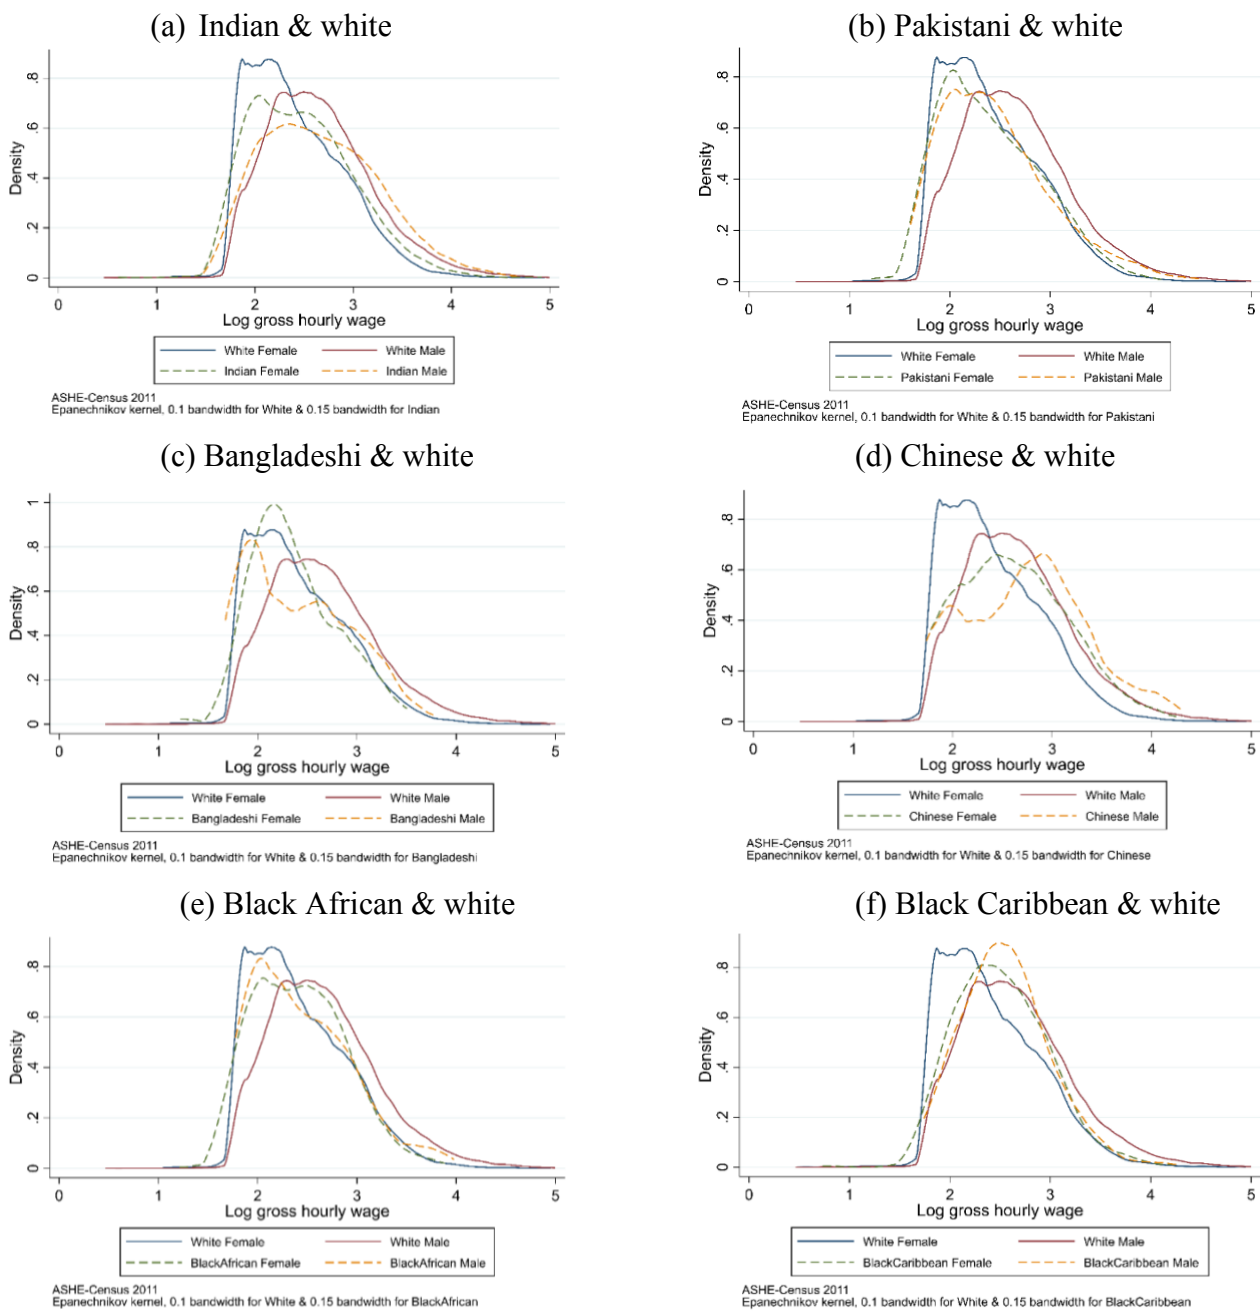 (a) Indian & white
Density
0 .2 .4 .6 .8
0 1 2 3 4 5
Log gross hourly wage
White Female White Male
Indian Female Indian Male
ASHE-Census 2011
Epanechnikov kernel, 0.1 bandwidth for White & 0.15 bandwidth for Indian
(b) Pakistani & white
Density
0 .2 .4 .6 .8
0 1 2 3 4 5
Log gross hourly wage
White Female White Male
Pakistani Female Pakistani Male
ASHE-Census 2011
Epanechnikov kernel, 0.1 bandwidth for White & 0.15 bandwidth for Pakistani
(c) Bangladeshi & white
Density
0 .2 .4 .6 .8 1
0 1 2 3 4 5
Log gross hourly wage
White Female White Male
Bangladeshi Female Bangladeshi Male
ASHE-Census 2011
Epanechnikov kernel, 0.1 bandwidth for White & 0.15 bandwidth for Bangladeshi
(d) Chinese & white
Density
0 .2 .4 .6 .8
0 1 2 3 4 5
Log gross hourly wage
White Female White Male
Chinese Female Chinese Male
ASHE-Census 2011
Epanechnikov kernel, 0.1 bandwidth for White & 0.15 bandwidth for Chinese
(e) Black African & white
Density
0 .2 .4 .6 .8
0 1 2 3 4 5
Log gross hourly wage
White Female White Male
BlackAfrican Female BlackAfrican Male
ASHE-Census 2011
Epanechnikov kernel, 0.1 bandwidth for White & 0.15 bandwidth for BlackAfrican
(f) Black Caribbean & white
Density
0 .2 .4 .6 .8
0 1 2 3 4 5
Log gross hourly wage
White Female White Male
BlackCaribbean Female BlackCaribbean Male
ASHE-Census 2011
Epanechnikov kernel, 0.1 bandwidth for White & 0.15 bandwidth for BlackCaribbean